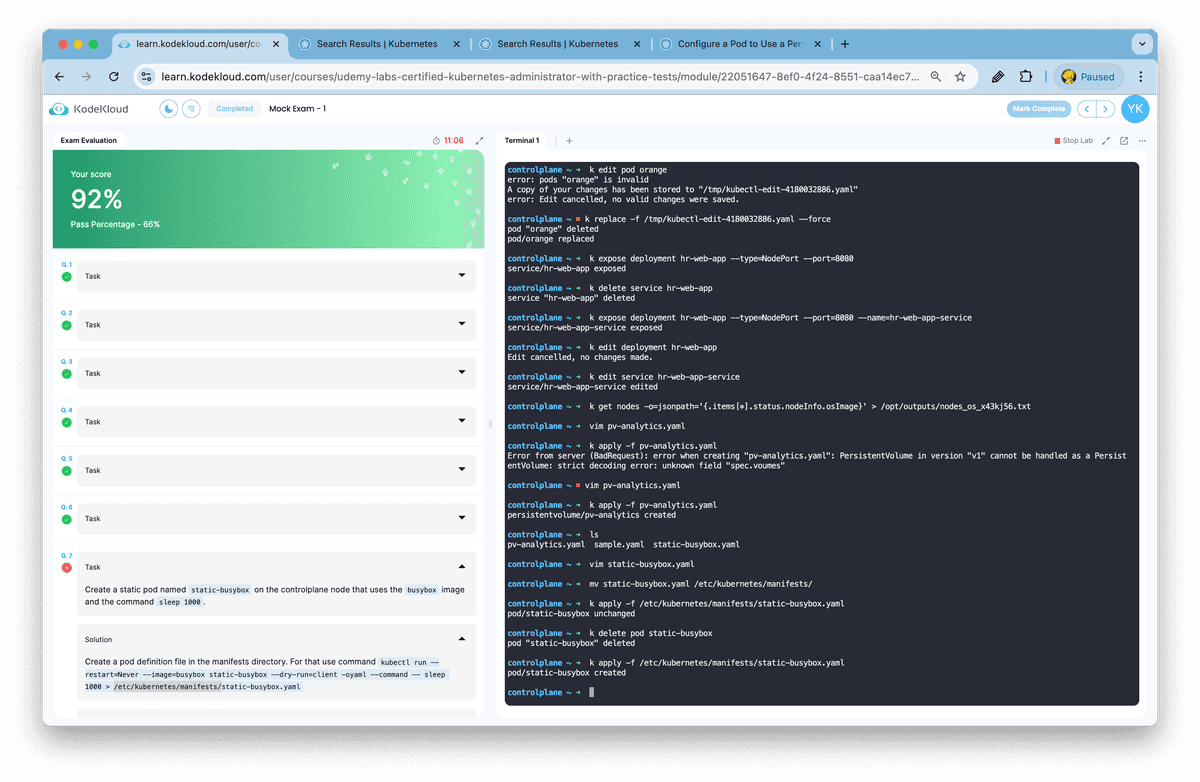 learn.kodekloud.com/user/co
Search Results | Kubernetes
Search Results | Kubernetes
Configure a Pod to Use a Per
learn.kodekloud.com/user/courses/udemy-labs-certified-kubernetes-administrator-with-practice-tests/module/22051647-8ef0-4f24-8551-caa14ec7...
Paused
KodeKloud
Completed
Mock Exam - 1
Mark Complete
YK
Exam Evaluation
11:06
Your score
92%
Pass Percentage - 66%
Q. 1
Task
Q. 2
Task
Q. 3
Task
Q. 4
Task
Q. 5
Task
Q. 6
Task
Q. 7
Task
Create a static pod named static-busybox on the controlplane node that uses the busybox image
and the command sleep 1000 .
Solution
Create a pod definition file in the manifests directory. For that use command kubectl run --
restart=Never --image=busybox static-busybox --dry-run=client -oyaml --command -- sleep
1000 > /etc/kubernetes/manifests/static-busybox.yaml
Terminal 1
Stop Lab
controlplane ~ ➜ k edit pod orange
error: pods "orange" is invalid
A copy of your changes has been stored to "/tmp/kubectl-edit-4180032886.yaml"
error: Edit cancelled, no valid changes were saved.
controlplane ~ ✖ k replace -f /tmp/kubectl-edit-4180032886.yaml --force
pod "orange" deleted
pod/orange replaced
controlplane ~ ➜ k expose deployment hr-web-app --type=NodePort --port=8080
service/hr-web-app exposed
controlplane ~ ➜ k delete service hr-web-app
service "hr-web-app" deleted
controlplane ~ ➜ k expose deployment hr-web-app --type=NodePort --port=8080 --name=hr-web-app-service
service/hr-web-app-service exposed
controlplane ~ ➜ k edit deployment hr-web-app
Edit cancelled, no changes made.
controlplane ~ ➜ k edit service hr-web-app-service
service/hr-web-app-service edited
controlplane ~ ➜ k get nodes -o=jsonpath='{.items[*].status.nodeInfo.osImage}' > /opt/outputs/nodes_os_x43kj56.txt
controlplane ~ ➜ vim pv-analytics.yaml
controlplane ~ ➜ k apply -f pv-analytics.yaml
Error from server (BadRequest): error when creating "pv-analytics.yaml": PersistentVolume in version "v1" cannot be handled as a Persist
entVolume: strict decoding error: unknown field "spec.voumes"
controlplane ~ ✖ vim pv-analytics.yaml
controlplane ~ ➜ k apply -f pv-analytics.yaml
persistentvolume/pv-analytics created
controlplane ~ ➜ ls
pv-analytics.yaml sample.yaml static-busybox.yaml
controlplane ~ ➜ vim static-busybox.yaml
controlplane ~ ➜ mv static-busybox.yaml /etc/kubernetes/manifests/
controlplane ~ ➜ k apply -f /etc/kubernetes/manifests/static-busybox.yaml
pod/static-busybox unchanged
controlplane ~ ➜ k delete pod static-busybox
pod "static-busybox" deleted
controlplane ~ ➜ k apply -f /etc/kubernetes/manifests/static-busybox.yaml
pod/static-busybox created
controlplane ~ ➜